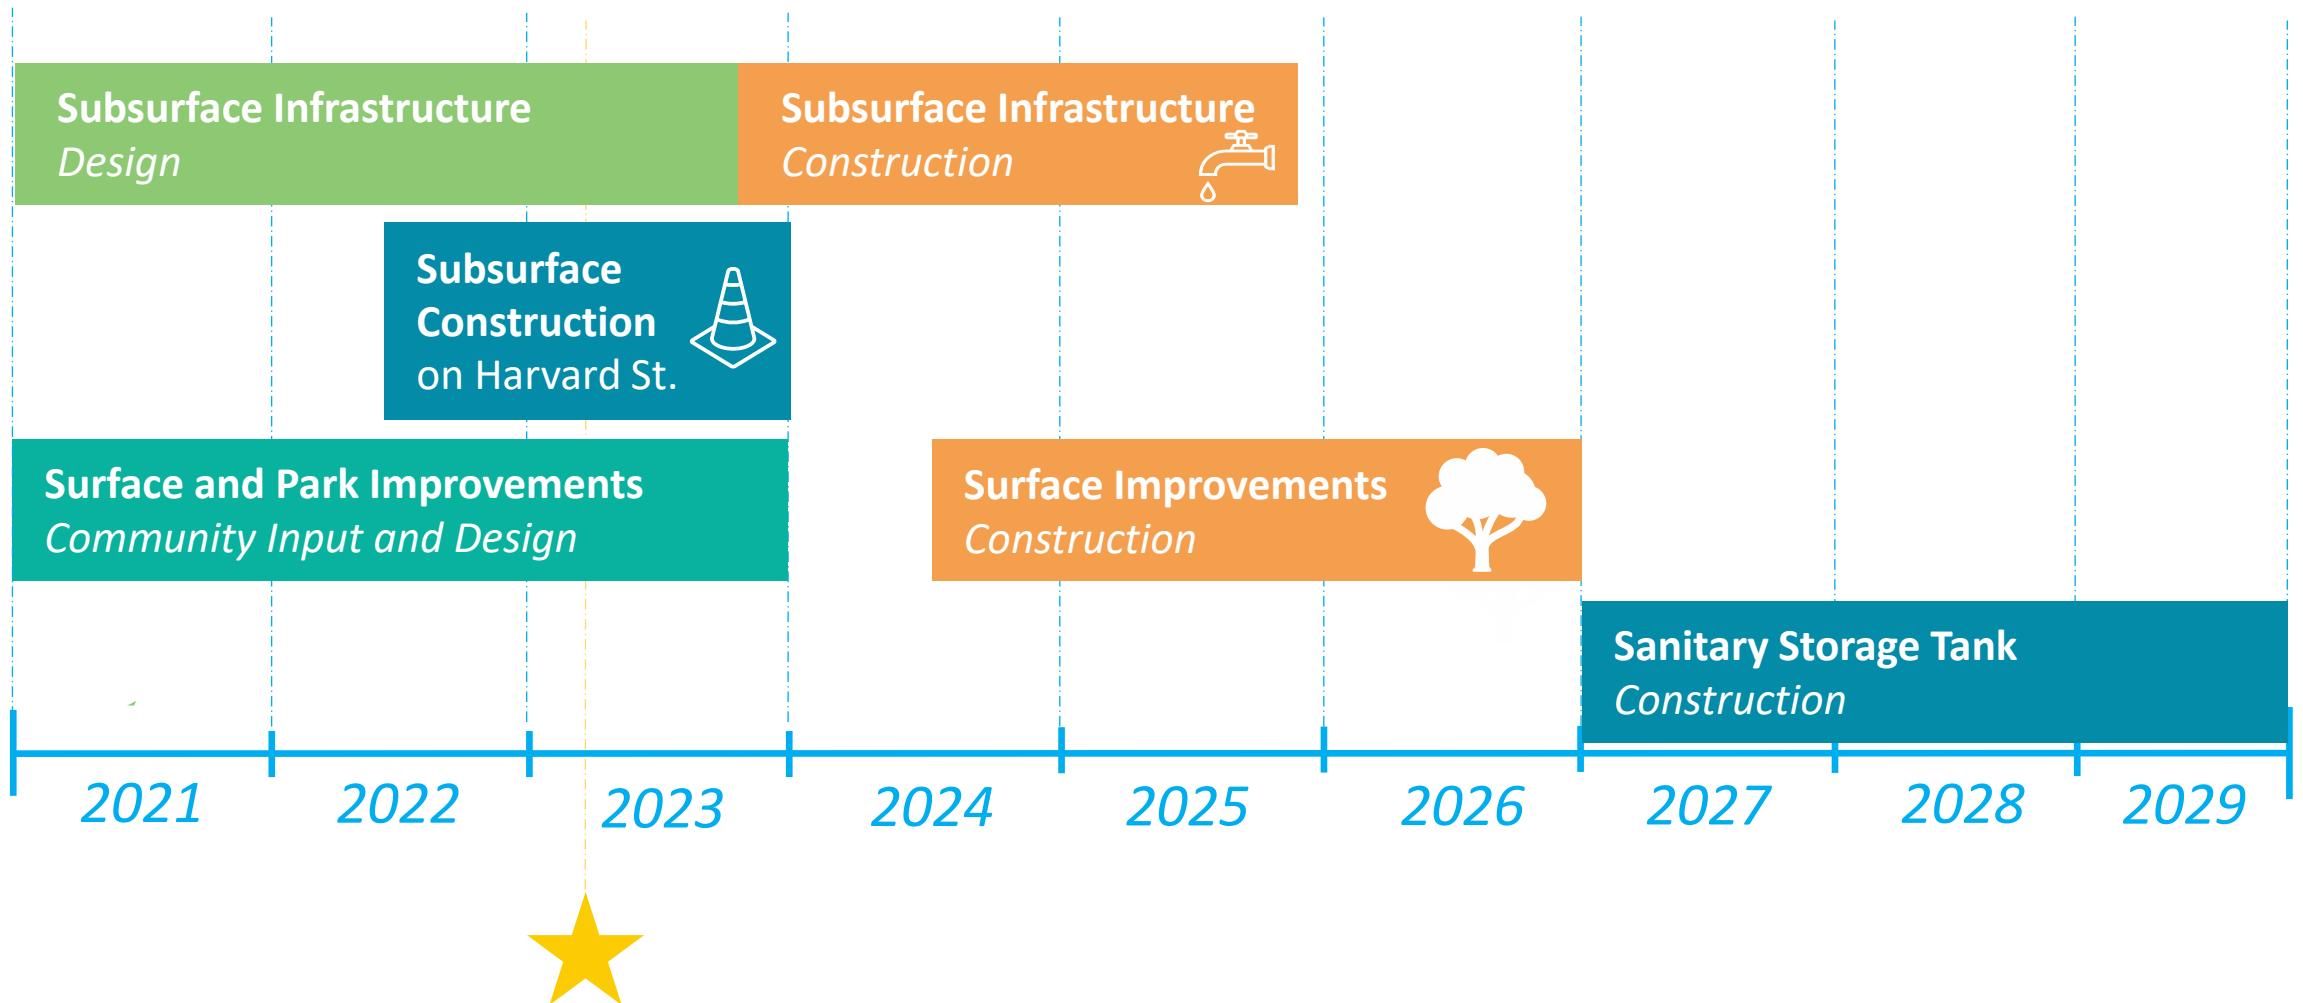 Subsurface Infrastructure
Design
Subsurface Infrastructure
Construction
Subsurface
Construction
on Harvard St.
Surface and Park Improvements
Community Input and Design
Surface Improvements
Construction
Sanitary Storage Tank
Construction
2021
2022
2023
2024
2025
2026
2027
2028
2029